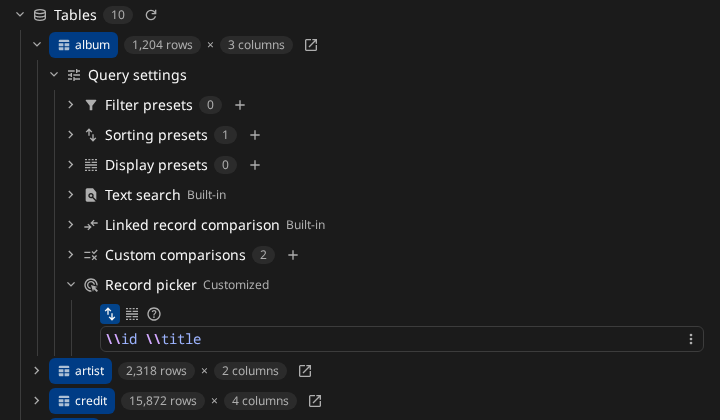 Tables 10
album 1,204 rows × 3 columns
Query settings
Filter presets 0 +
Sorting presets 1 +
Display presets 0 +
Text search Built-in
Linked record comparison Built-in
Custom comparisons 2 +
Record picker Customized
\\id \\title
artist 2,318 rows × 2 columns
credit 15,872 rows × 4 columns